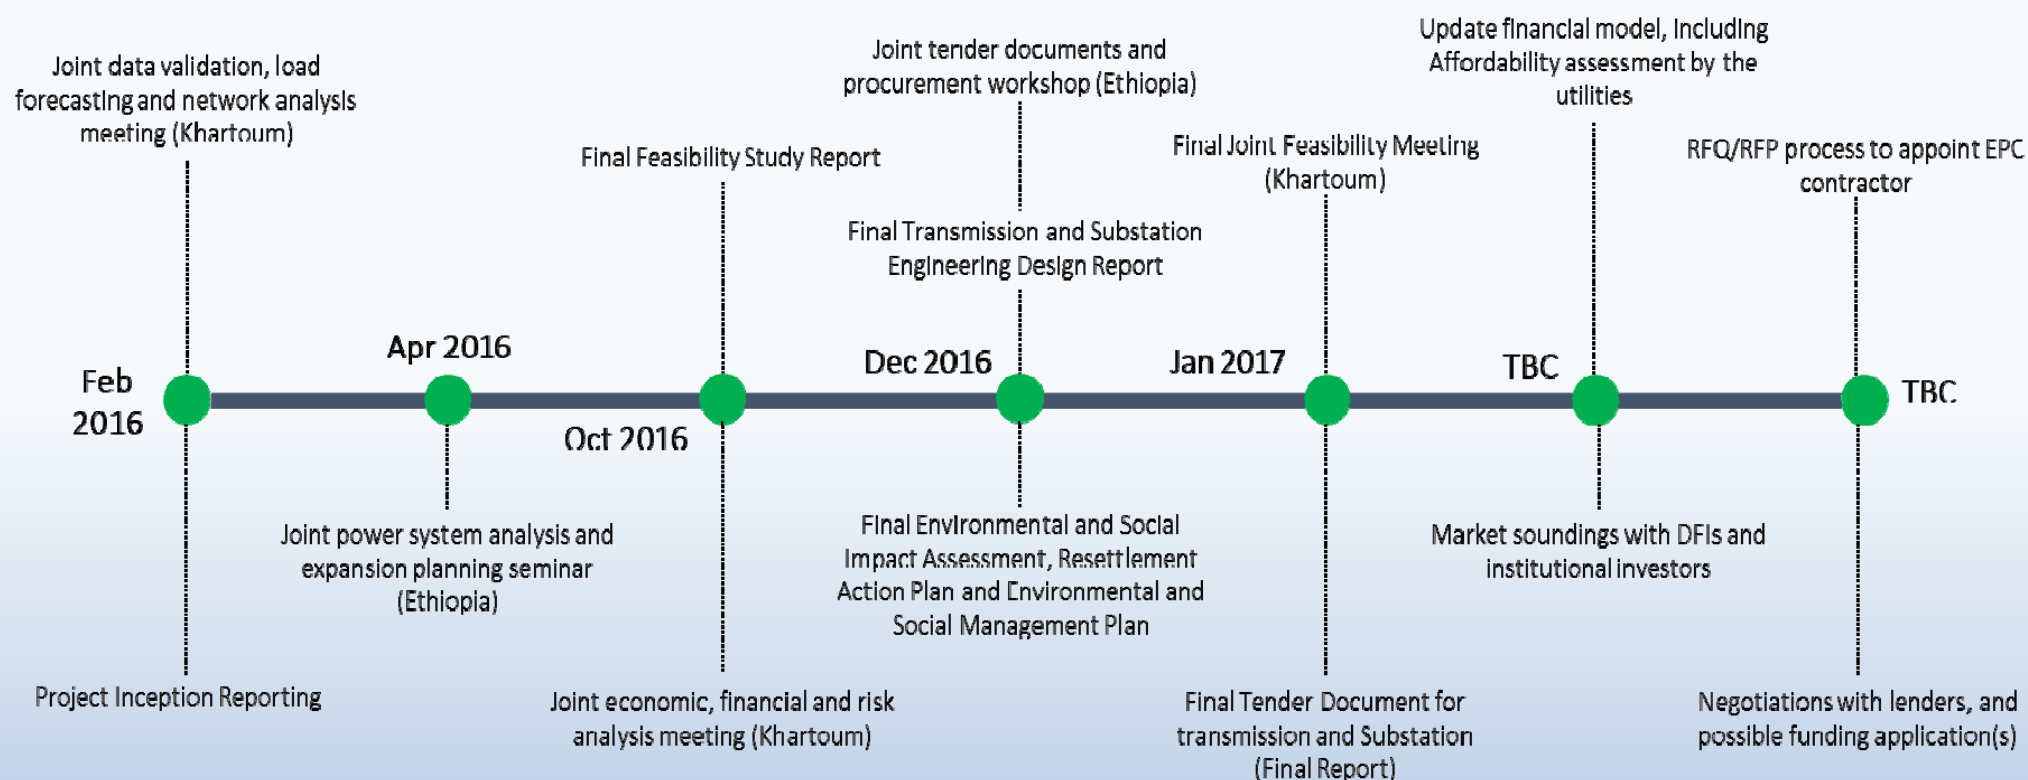 Joint data validation, load
forecasting and network analysis
meeting (Khartoum)
Feb
2016
Project Inception Reporting
Apr 2016
Joint power system analysis and
expansion planning seminar
(Ethiopia)
Final Feasibility Study Report
Oct 2016
Joint economic, financial and risk
analysis meeting (Khartoum)
Joint tender documents and
procurement workshop (Ethiopia)
Final Transmission and Substation
Engineering Design Report
Dec 2016
Final Environmental and Social
Impact Assessment, Resettlement
Action Plan and Environmental and
Social Management Plan
Final Joint Feasibility Meeting
(Khartoum)
Jan 2017
Final Tender Document for
transmission and Substation
(Final Report)
Update financial model, including
Affordability assessment by the
utilities
TBC
Market soundings with DFIs and
institutional investors
RFQ/RFP process to appoint EPC
contractor
TBC
Negotiations with lenders, and
possible funding application(s)